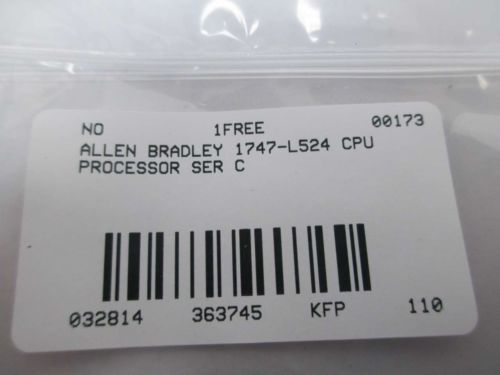 NO 1FREE 00173
ALLEN BRADLEY 1747-L524 CPU
PROCESSOR SER C
032814 363745 KFP 110